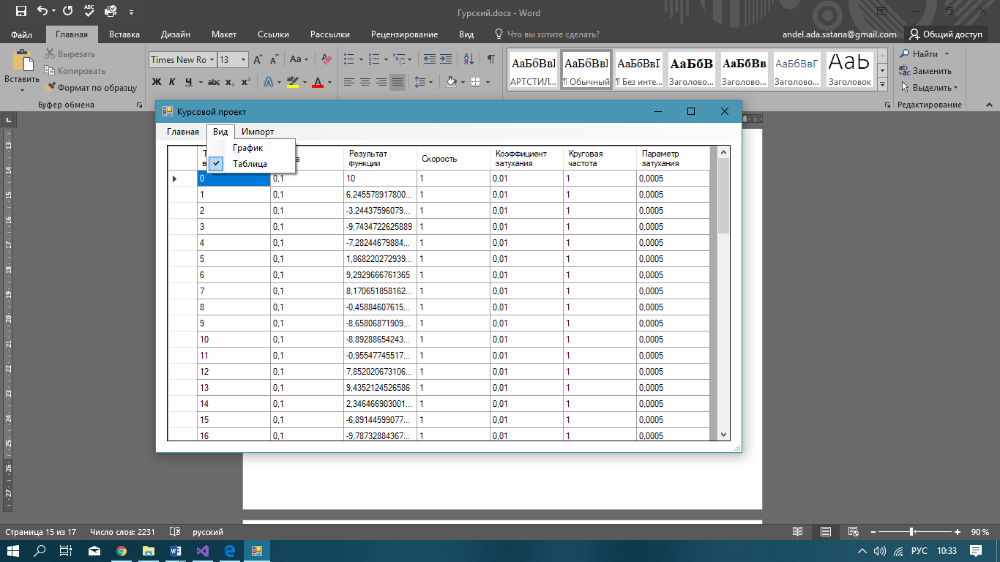 Гурский.docx - Word
Файл Главная Вставка Дизайн Макет Ссылки Рассылки Рецензирование Вид Что вы хотите сделать? andel.ada.satana@gmail.com Общий доступ
Вставить
Вырезать
Копировать
Формат по образцу
Буфер обмена
Times New Ro 13
Ж К Ч abc x₂ x²
АаБбВвІ АаБбВвІ АаБбВвГ АаБбВ АаБбВв АаБбВвГ АаБ
АРТСТИЛ... ¶ Обычный ¶ Без инте... Заголово... Заголово... Заголово... Заголовок
Найти
Заменить
Выделить
Редактирование
Курсовой проект
Главная Вид Импорт
График
Таблица
Результат функции Скорость Коэффициент затухания Круговая частота Параметр затухания
0 0,1 10 1 0,01 1 0,0005
1 0,1 6,245578917800... 1 0,01 1 0,0005
2 0,1 -3,24437596079... 1 0,01 1 0,0005
3 0,1 -9,7434722625889 1 0,01 1 0,0005
4 0,1 -7,28244679884... 1 0,01 1 0,0005
5 0,1 1,868220272939... 1 0,01 1 0,0005
6 0,1 9,2929666761365 1 0,01 1 0,0005
7 0,1 8,170651858162... 1 0,01 1 0,0005
8 0,1 -0,45884607615... 1 0,01 1 0,0005
9 0,1 -8,65806871909... 1 0,01 1 0,0005
10 0,1 -8,89288654243... 1 0,01 1 0,0005
11 0,1 -0,95547745517... 1 0,01 1 0,0005
12 0,1 7,852020673106... 1 0,01 1 0,0005
13 0,1 9,4352124526586 1 0,01 1 0,0005
14 0,1 2,346466903001... 1 0,01 1 0,0005
15 0,1 -6,89144599077... 1 0,01 1 0,0005
16 0,1 -9,78732884367... 1 0,01 1 0,0005
Страница 15 из 17 Число слов: 2231 русский 90 %
РУС 10:33